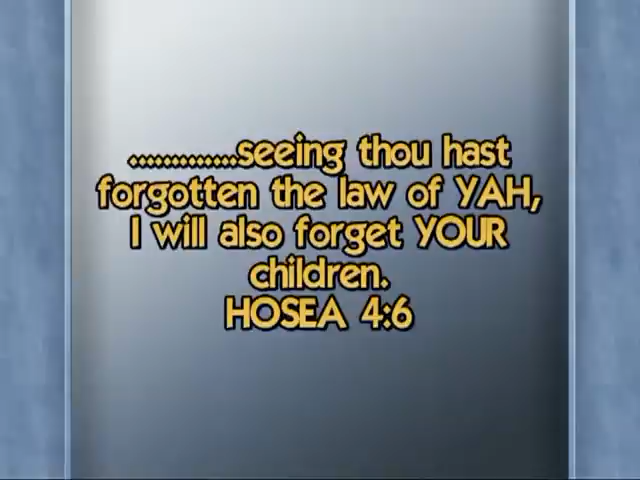 .............seeing thou hast
forgotten the law of YAH,
I will also forget YOUR
children.
HOSEA 4:6